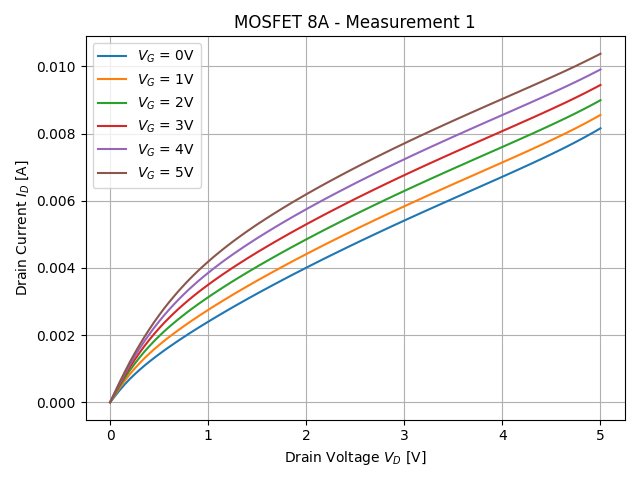 MOSFET 8A - Measurement 1
V_G = 0V
V_G = 1V
V_G = 2V
V_G = 3V
V_G = 4V
V_G = 5V
Drain Current I_D [A]
0.010
0.008
0.006
0.004
0.002
0.000
0 1 2 3 4 5
Drain Voltage V_D [V]